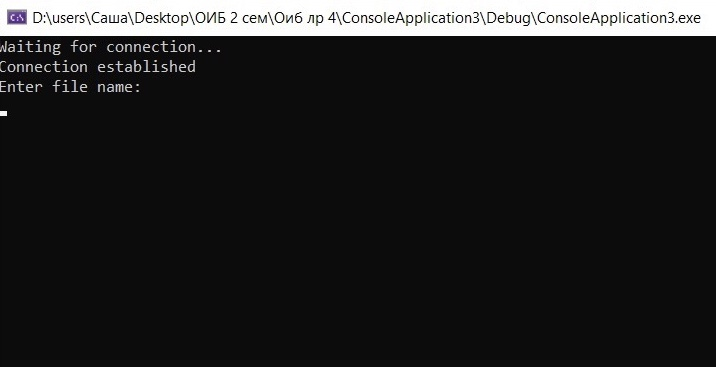 D:\users\Саша\Desktop\ОИБ 2 сем\Оиб лр 4\ConsoleApplication3\Debug\ConsoleApplication3.exe
Waiting for connection...
Connection established
Enter file name: